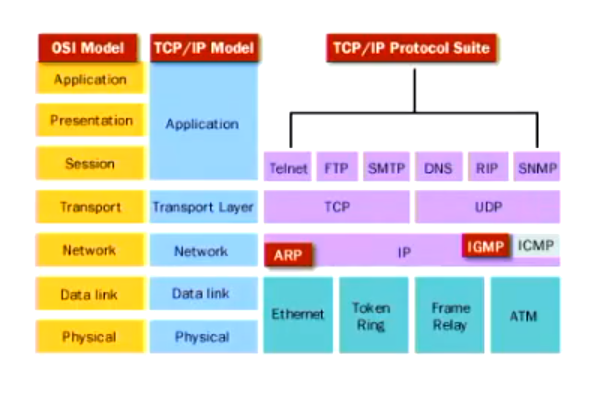 OSI Model
TCP/IP Model
TCP/IP Protocol Suite
Application
Presentation
Session
Transport
Network
Data link
Physical
Application
Transport Layer
Network
Data link
Physical
Telnet
FTP
SMTP
DNS
RIP
SNMP
TCP
UDP
ARP
IP
IGMP
ICMP
Ethernet
Token
Ring
Frame
Relay
ATM